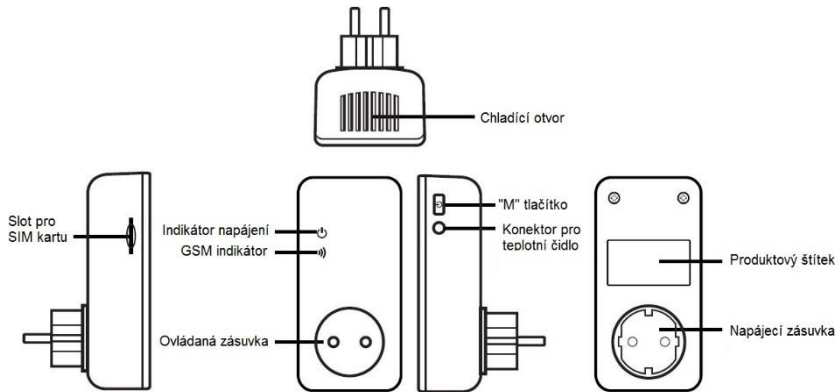 Chladící otvor
Slot pro
SIM kartu
Indikátor napájení
GSM indikátor
Ovládaná zásuvka
"M" tlačítko
Konektor pro
teplotní čidlo
Produktový štítek
Napájecí zásuvka